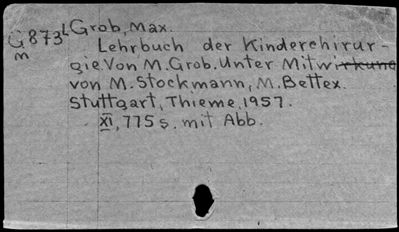 G873L Grob, Max.
m
Lehrbuch der Kinderchirur-
gie Von M. Grob. Unter Mitwirkung
von M. Stockmann, M. Bettex.
Stuttgart, Thieme, 1957.
XI, 775 s. mit Abb.